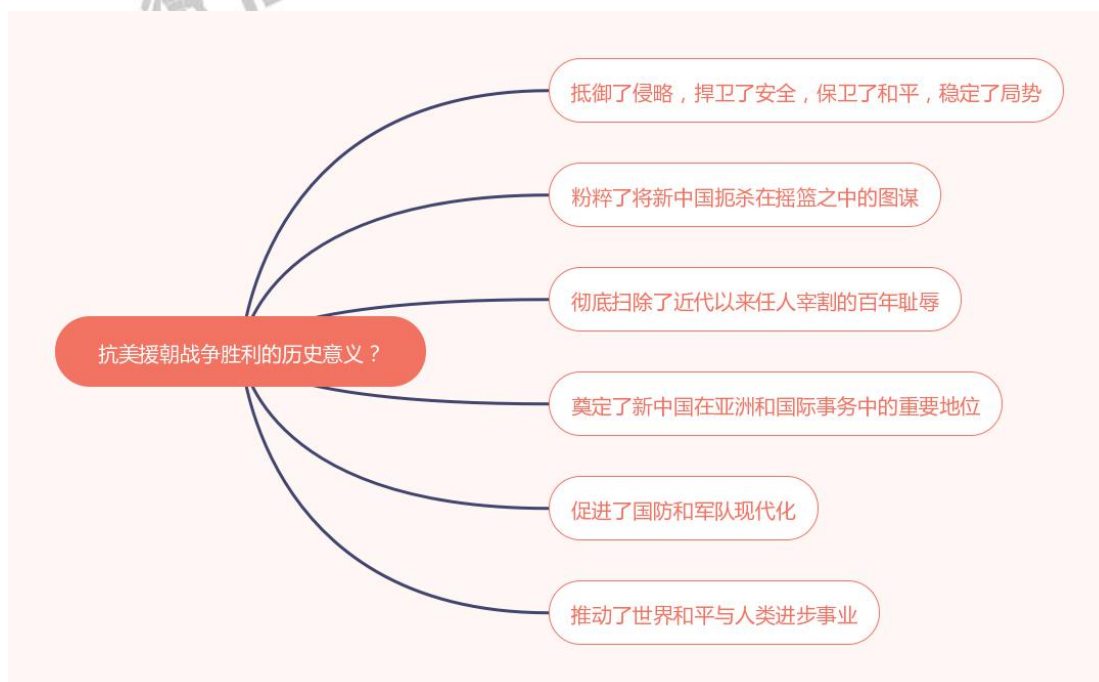 抵御了侵略，捍卫了安全，保卫了和平，稳定了局势
粉粹了将新中国扼杀在摇篮之中的图谋
彻底扫除了近代以来任人宰割的百年耻辱
抗美援朝战争胜利的历史意义？
奠定了新中国在亚洲和国际事务中的重要地位
促进了国防和军队现代化
推动了世界和平与人类进步事业